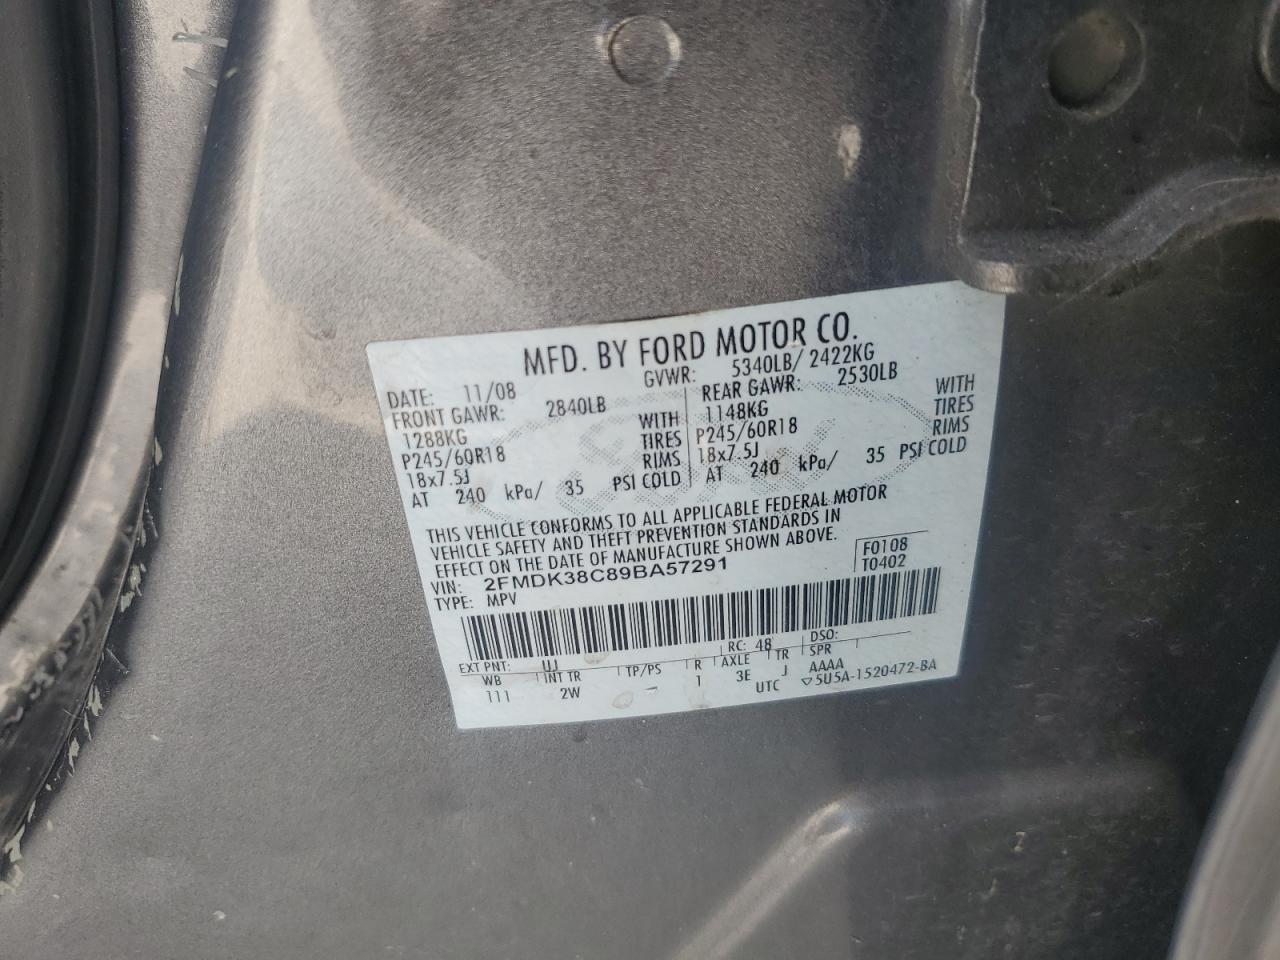 MFD. BY FORD MOTOR CO.
DATE: 11/08 GVWR: 5340LB/ 2422KG
FRONT GAWR: 2840LB REAR GAWR: 2530LB
1288KG WITH 1148KG WITH
P245/60R18 TIRES P245/60R18 TIRES
18x7.5J RIMS 18x7.5J RIMS
AT 240 kPa/ 35 PSI COLD AT 240 kPa/ 35 PSI COLD
THIS VEHICLE CONFORMS TO ALL APPLICABLE FEDERAL MOTOR
VEHICLE SAFETY AND THEFT PREVENTION STANDARDS IN
EFFECT ON THE DATE OF MANUFACTURE SHOWN ABOVE.
VIN: 2FMDK38C89BA57291 F0108
TYPE: MPV T0402
EXT PNT: UJ RC: 48 DSO:
WB INT TR TP/PS R AXLE TR SPR
111 2W - 1 3E J AAAA
UTC ▽5U5A-1520472-BA